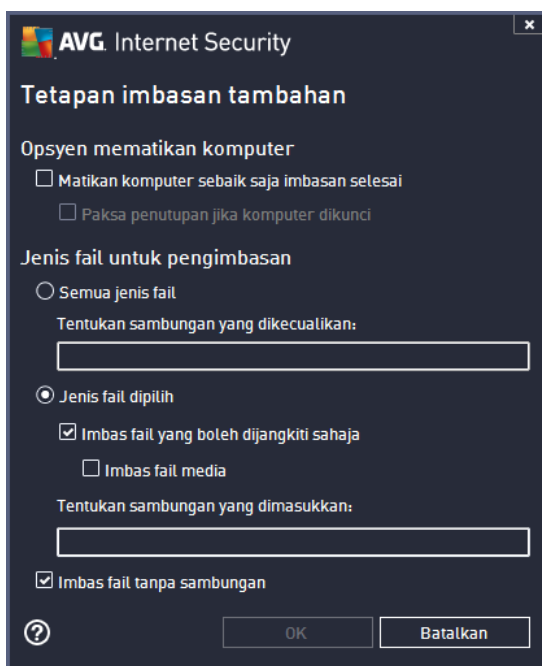 AVG. Internet Security
Tetapan imbasan tambahan
Opsyen mematikan komputer
Matikan komputer sebaik saja imbasan selesai
Paksa penutupan jika komputer dikunci
Jenis fail untuk pengimbasan
Semua jenis fail
Tentukan sambungan yang dikecualikan:
Jenis fail dipilih
Imbas fail yang boleh dijangkiti sahaja
Imbas fail media
Tentukan sambungan yang dimasukkan:
Imbas fail tanpa sambungan
OK Batalkan